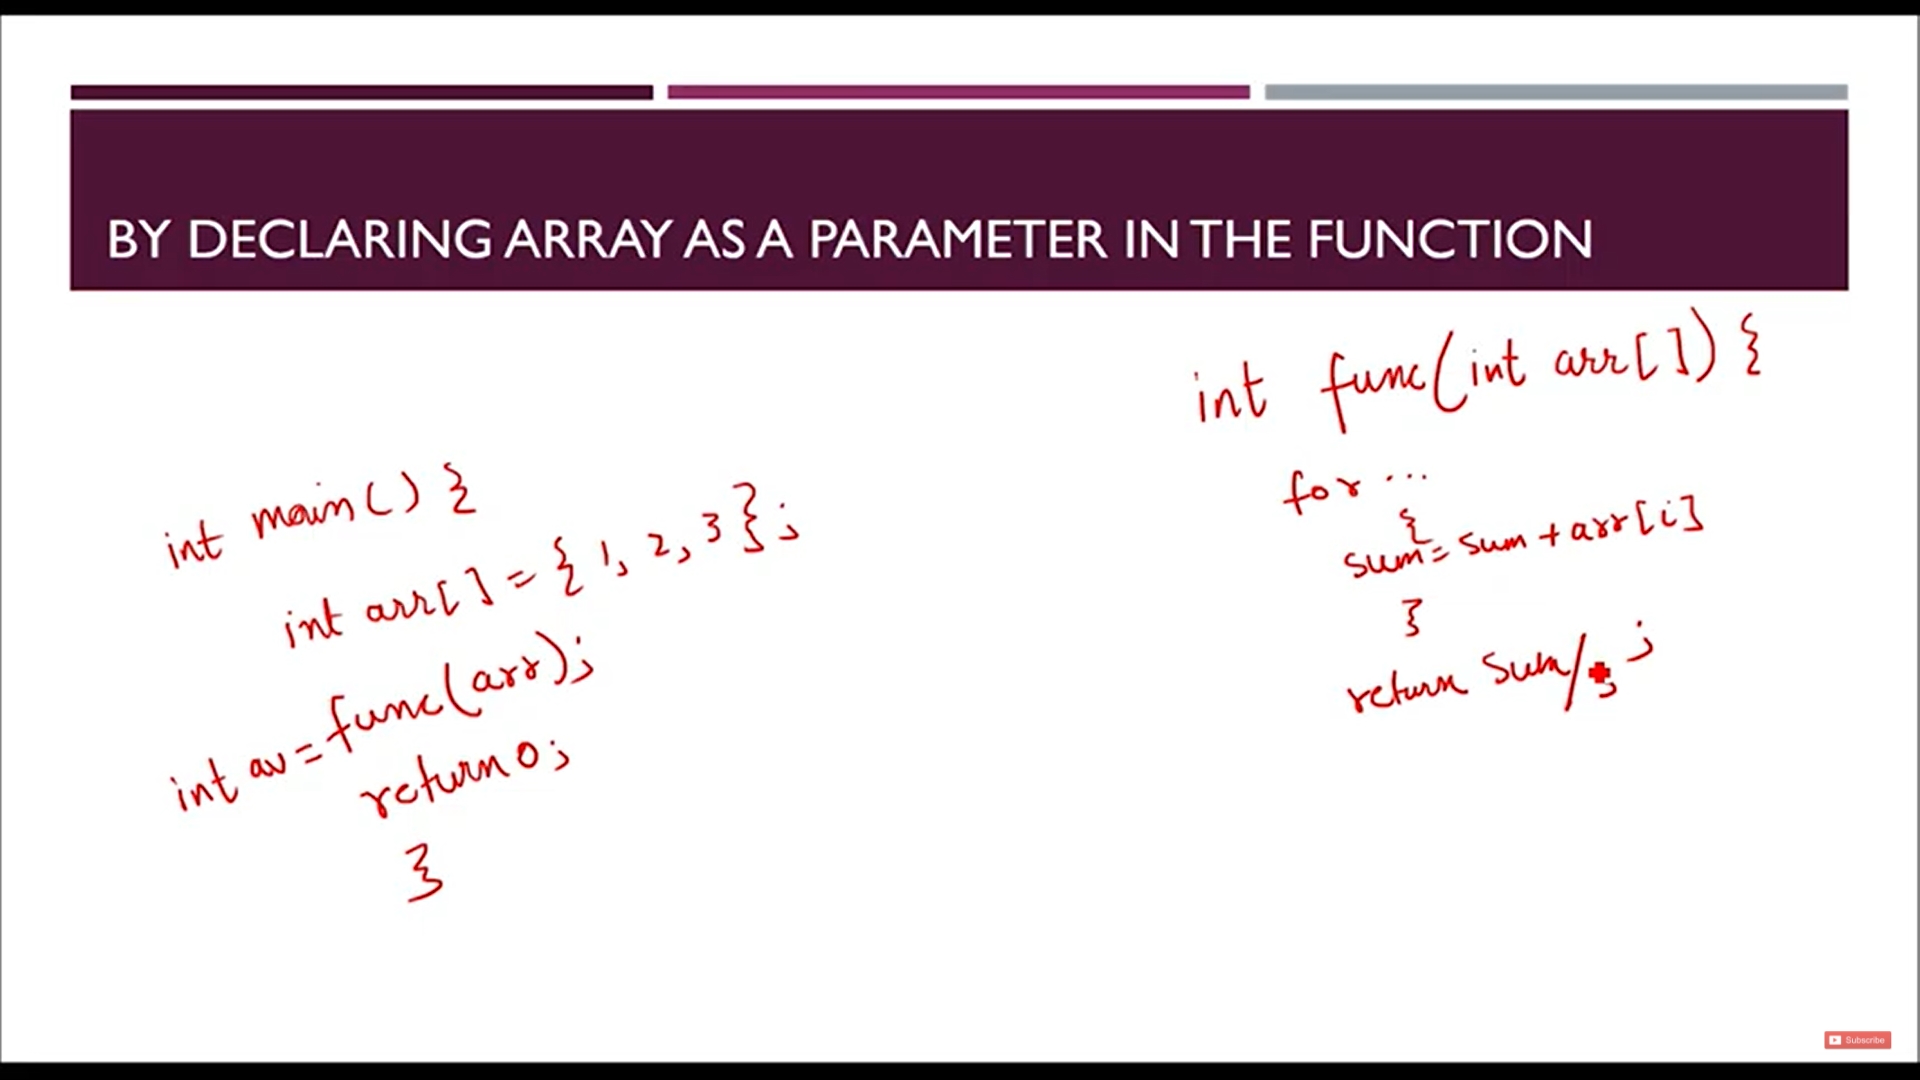 BY DECLARING ARRAY AS A PARAMETER IN THE FUNCTION
int main() {
int arr[] = {1, 2, 3};
int av = func(arr);
return 0;
}
int func(int arr[]) {
for ...
{
sum = sum + arr[i]
}
return sum/ ;
Subscribe